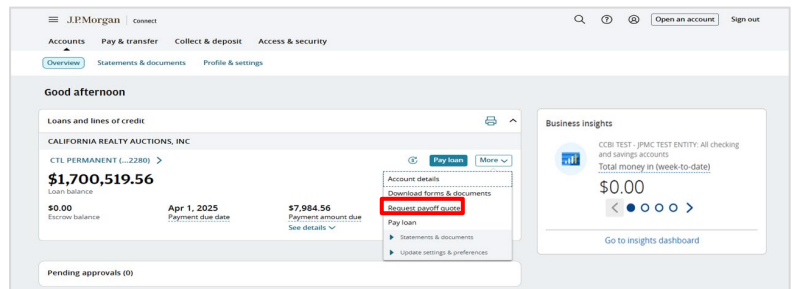 J.P.Morgan | Connect
Open an account Sign out
Accounts Pay & transfer Collect & deposit Access & security
Overview Statements & documents Profile & settings
Good afternoon
Loans and lines of credit
CALIFORNIA REALTY AUCTIONS, INC
CTL PERMANENT (...2280)
Pay loan More
$1,700,519.56
Loan balance
$0.00 Apr 1, 2025 $7,984.56
Escrow balance Payment due date Payment amount due
See details
Account details
Download forms & documents
Request payoff quote
Pay loan
Statements & documents
Update settings & preferences
Pending approvals (0)
Business insights
CCBI TEST - JPMC TEST ENTITY: All checking
and savings accounts
Total money in (week-to-date)
$0.00
Go to insights dashboard